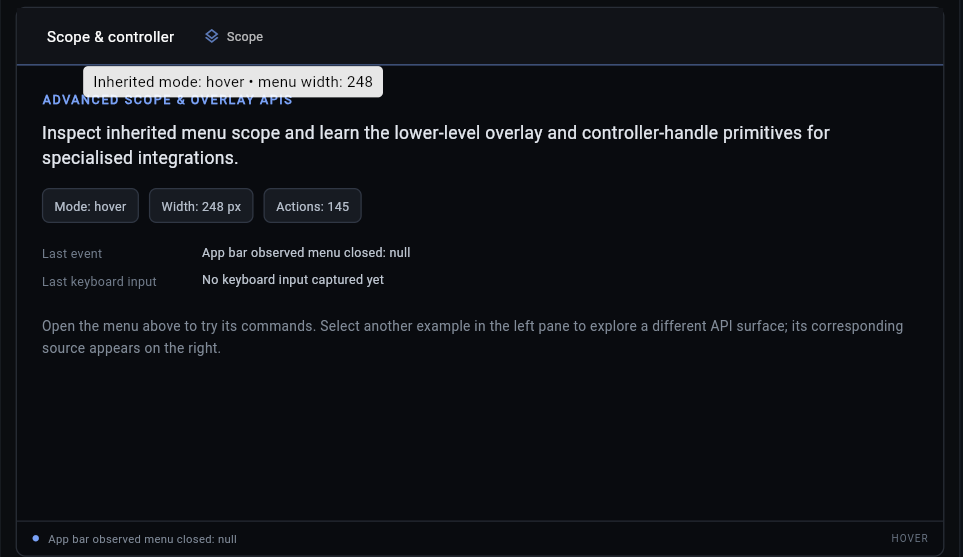 Scope & controller
Scope
Inherited mode: hover • menu width: 248
ADVANCED SCOPE & OVERLAY APIS
Inspect inherited menu scope and learn the lower-level overlay and controller-handle primitives for
specialised integrations.
Mode: hover
Width: 248 px
Actions: 145
Last event
App bar observed menu closed: null
Last keyboard input
No keyboard input captured yet
Open the menu above to try its commands. Select another example in the left pane to explore a different API surface; its corresponding
source appears on the right.
App bar observed menu closed: null
HOVER